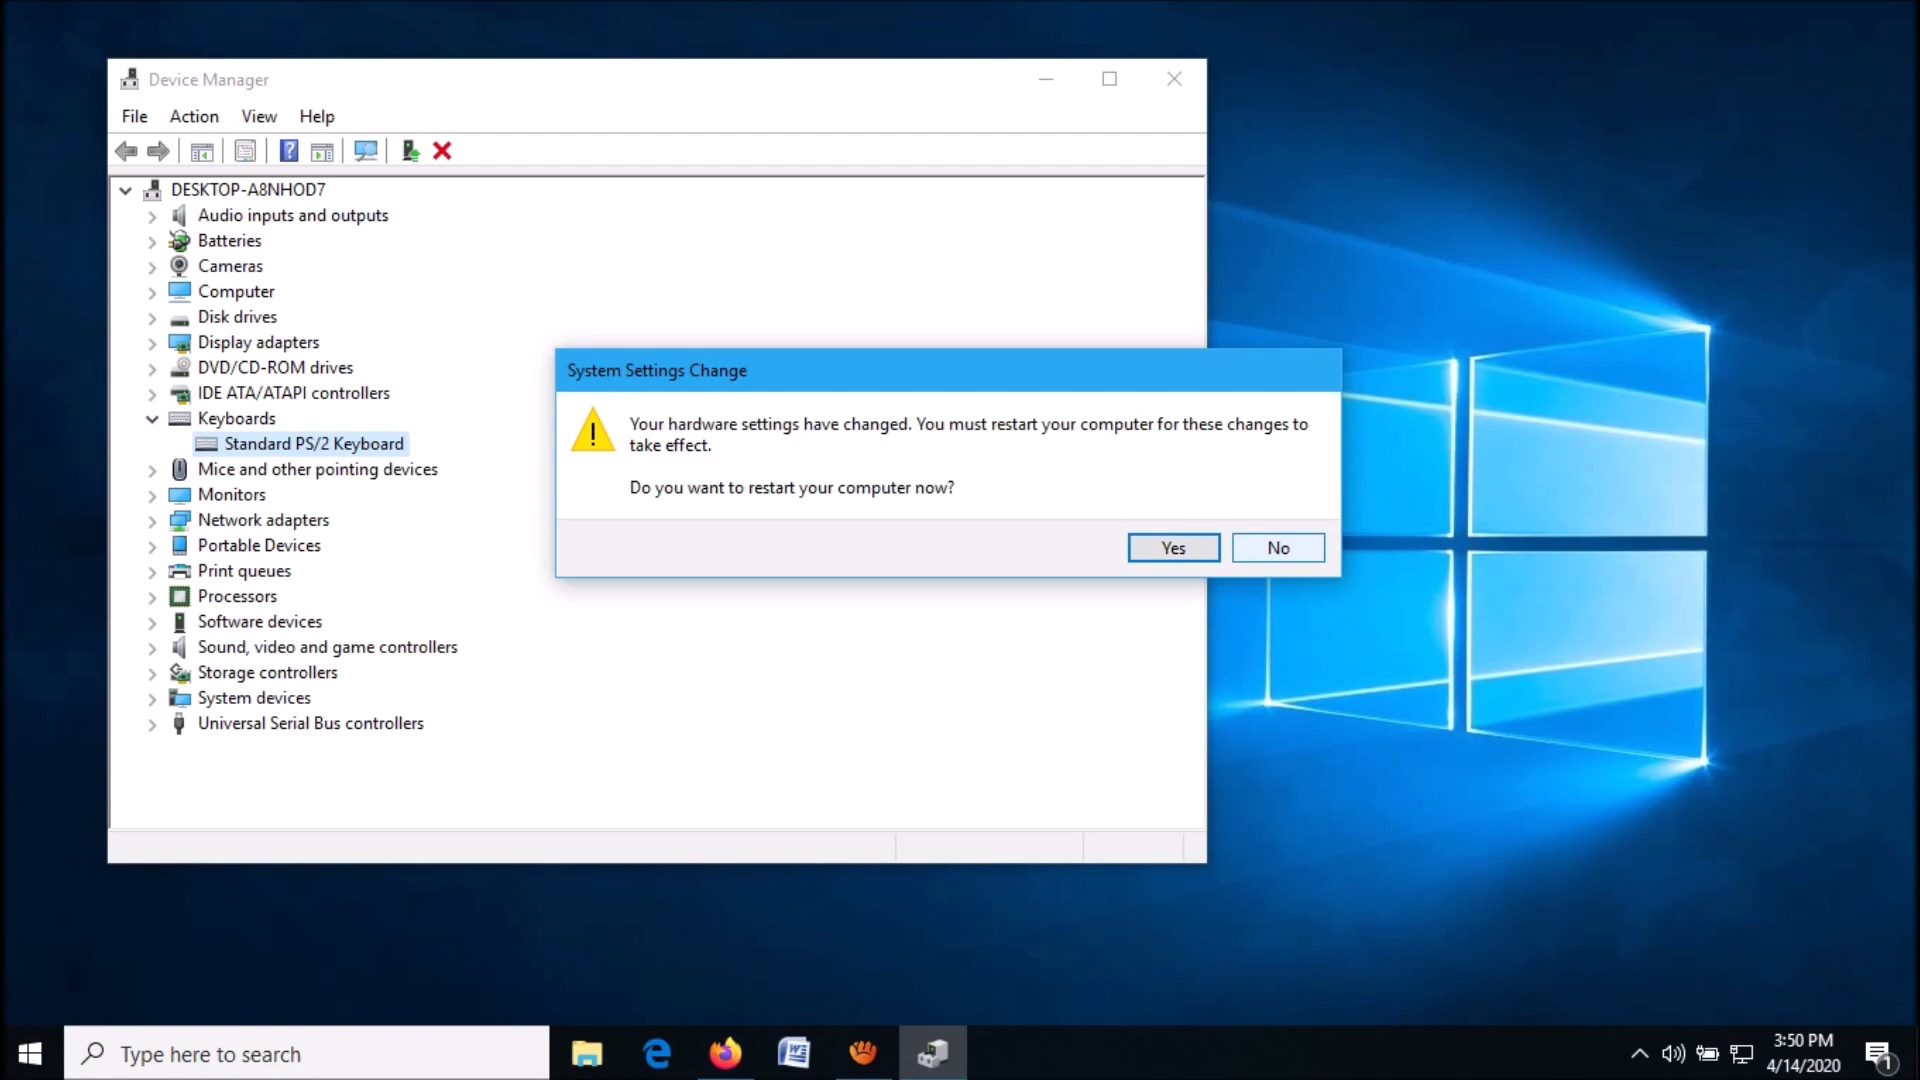 Device Manager
File Action View Help
DESKTOP-A8NHOD7
Audio inputs and outputs
Batteries
Cameras
Computer
Disk drives
Display adapters
DVD/CD-ROM drives
IDE ATA/ATAPI controllers
Keyboards
Standard PS/2 Keyboard
Mice and other pointing devices
Monitors
Network adapters
Portable Devices
Print queues
Processors
Software devices
Sound, video and game controllers
Storage controllers
System devices
Universal Serial Bus controllers
System Settings Change
Your hardware settings have changed. You must restart your computer for these changes to
take effect.
Do you want to restart your computer now?
Yes No
Type here to search
3:50 PM
4/14/2020
1